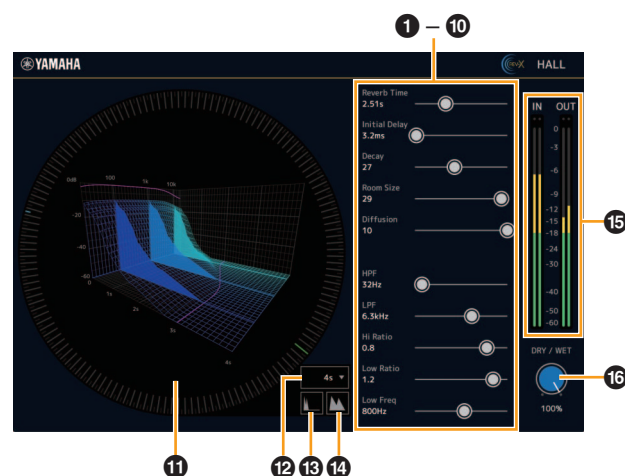 1 – 10
YAMAHA
REV-X HALL
Reverb Time
2.51s
Initial Delay
3.2ms
Decay
27
Room Size
29
Diffusion
10
HPF
32Hz
LPF
6.3kHz
Hi Ratio
0.8
Low Ratio
1.2
Low Freq
800Hz
IN OUT
0
-3
-6
-9
-12
-15
-18
-24
-30
-40
-50
-60
15
DRY / WET
100%
16
0dB
100
1k
10k
-20
-40
-60
0
1s
2s
3s
4s
4s
11
12
13
14